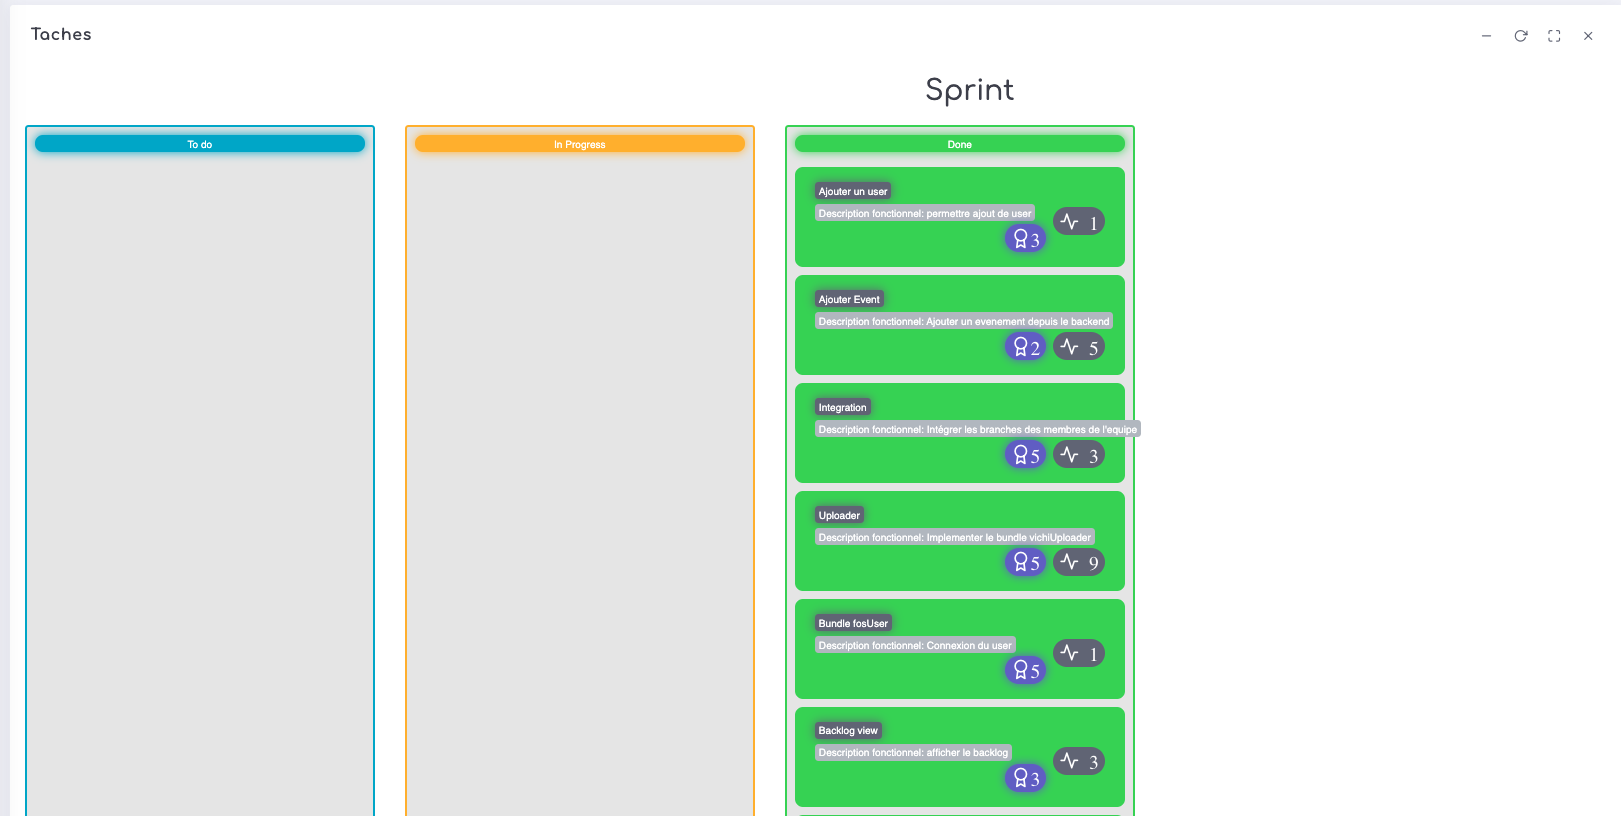 Taches
Sprint
To do
In Progress
Done
Ajouter un user
Description fonctionnel: permettre ajout de user
3
1
Ajouter Event
Description fonctionnel: Ajouter un evenement depuis le backend
2
5
Integration
Description fonctionnel: Intégrer les branches des membres de l'equipe
5
3
Uploader
Description fonctionnel: Implementer le bundle vichiUploader
5
9
Bundle fosUser
Description fonctionnel: Connexion du user
5
1
Backlog view
Description fonctionnel: afficher le backlog
3
3